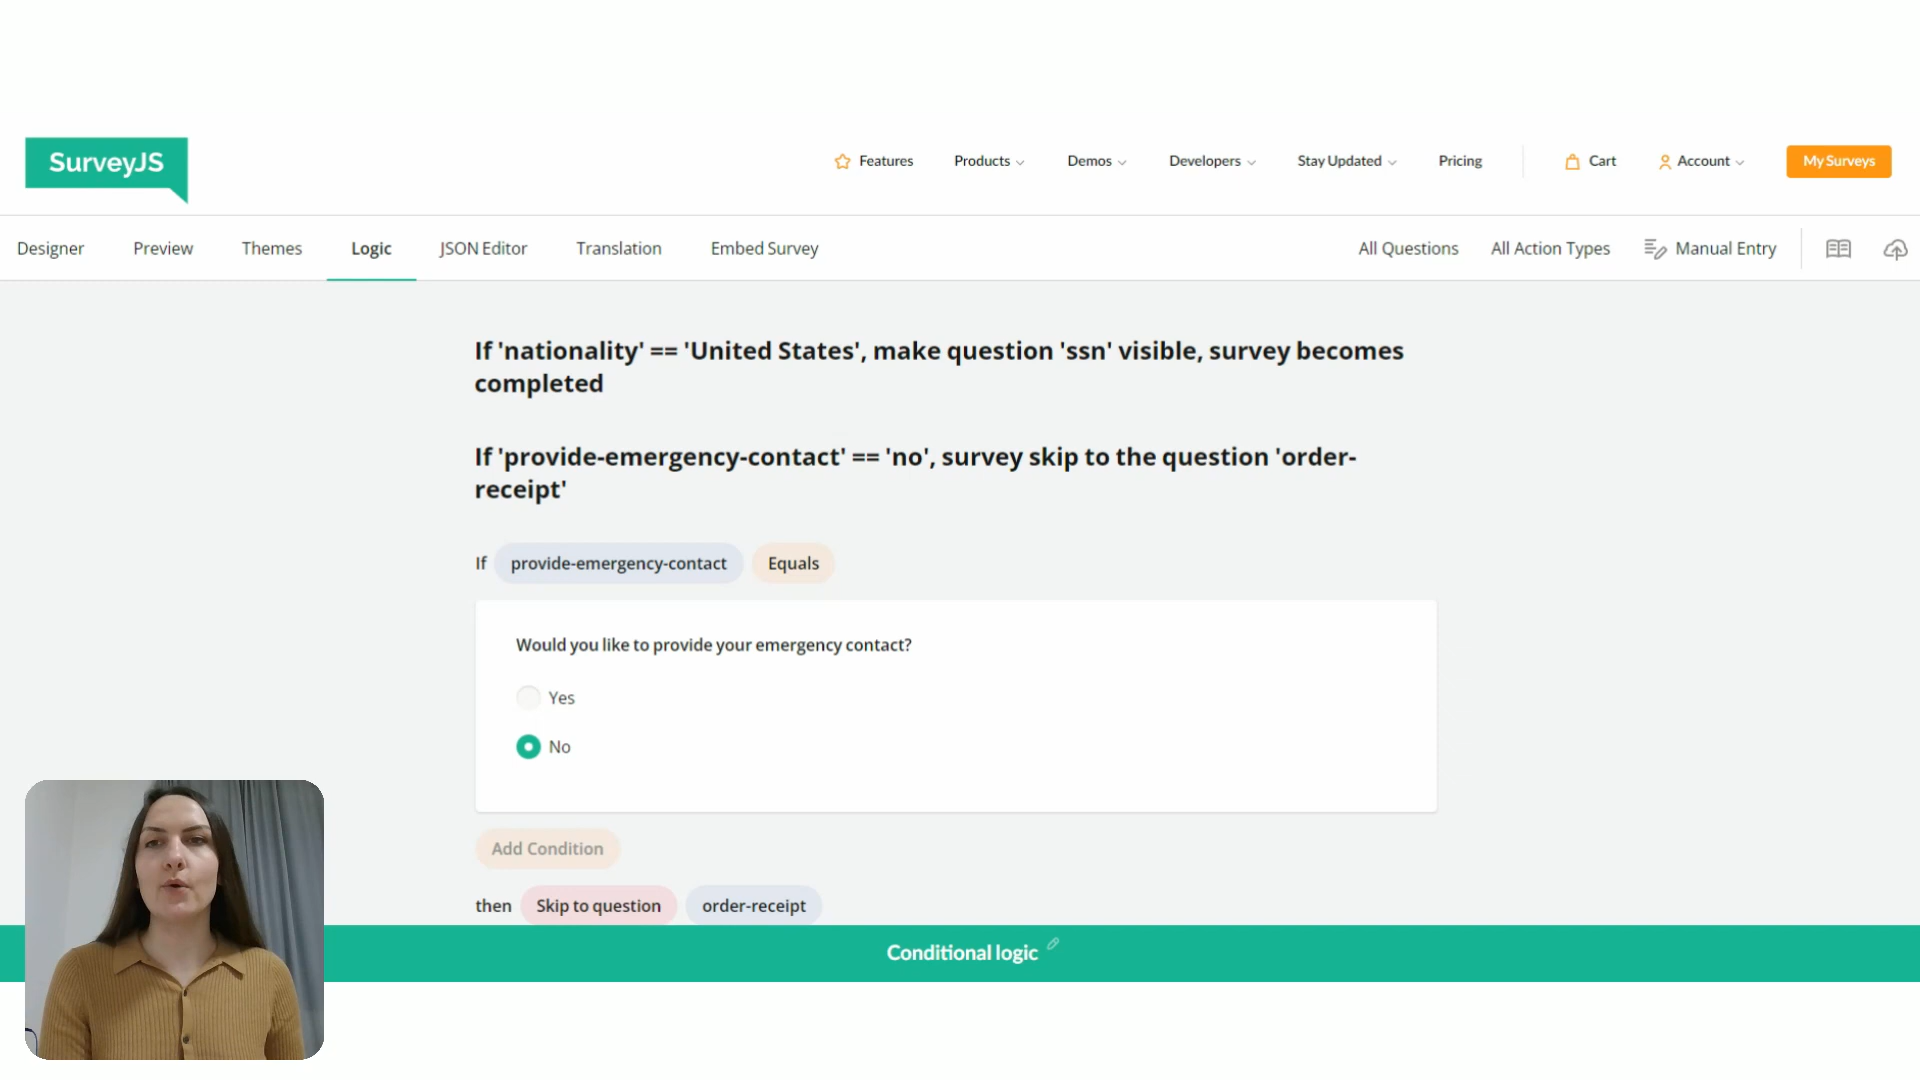 SurveyJS
Features Products Demos Developers Stay Updated Pricing Cart Account My Surveys
Designer Preview Themes Logic JSON Editor Translation Embed Survey All Questions All Action Types Manual Entry
If 'nationality' == 'United States', make question 'ssn' visible, survey becomes
completed
If 'provide-emergency-contact' == 'no', survey skip to the question 'order-
receipt'
If provide-emergency-contact Equals
Would you like to provide your emergency contact?
Yes
No
Add Condition
then Skip to question order-receipt
Conditional logic